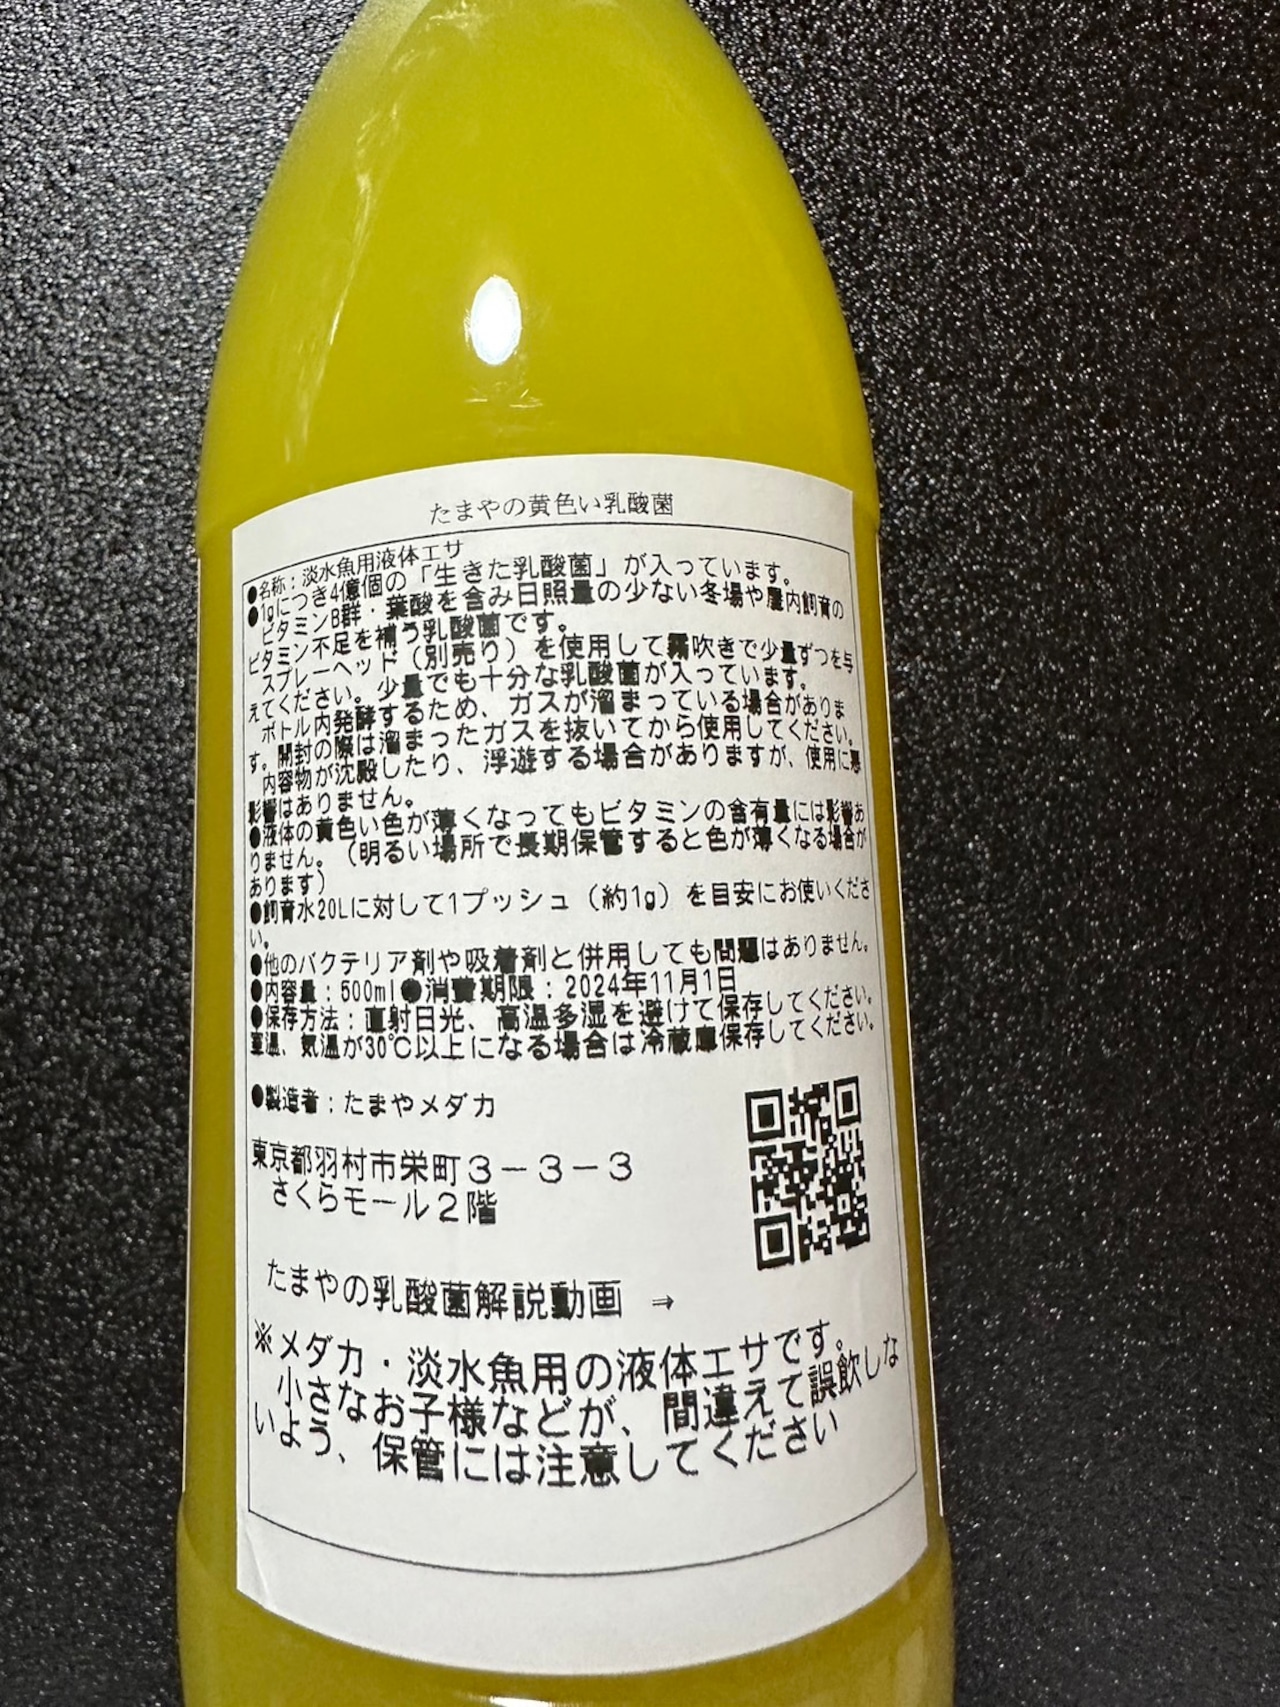 たまやの黄色い乳酸菌
●名称：淡水魚用液体エサ
●1gにつき4億個の「生きた乳酸菌」が入っています。
ビタミンB群・葉酸を含み日照量の少ない冬場や屋内飼育の
ビタミン不足を補う乳酸菌です。
スプレーヘッド（別売り）を使用して霧吹きで少量ずつを与
えてください。少量でも十分な乳酸菌が入っています。
ボトル内発酵するため、ガスが溜まっている場合がありま
す。開封の際は溜まったガスを抜いてから使用してください。
内容物が沈殿したり、浮遊する場合がありますが、使用に悪
影響はありません。
●液体の黄色い色が薄くなってもビタミンの含有量には影響あ
りません。（明るい場所で長期保管すると色が薄くなる場合が
あります）
●飼育水20Lに対して1プッシュ（約1g）を目安にお使いくださ
い。
●他のバクテリア剤や吸着剤と併用しても問題はありません。
●内容量：500ml●消費期限：2024年11月1日
●保存方法：直射日光、高温多湿を避けて保存してください。
室温、気温が30℃以上になる場合は冷蔵庫保存してください。
●製造者：たまやメダカ
東京都羽村市栄町３－３－３
さくらモール２階
たまやの乳酸菌解説動画 ⇒
※メダカ・淡水魚用の液体エサです。
小さなお子様などが、間違えて誤飲しな
いよう、保管には注意してください